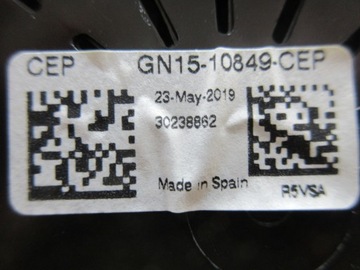 CEP GN15-10849-CEP
23-May-2019
30238862
Made in Spain
R5VSA